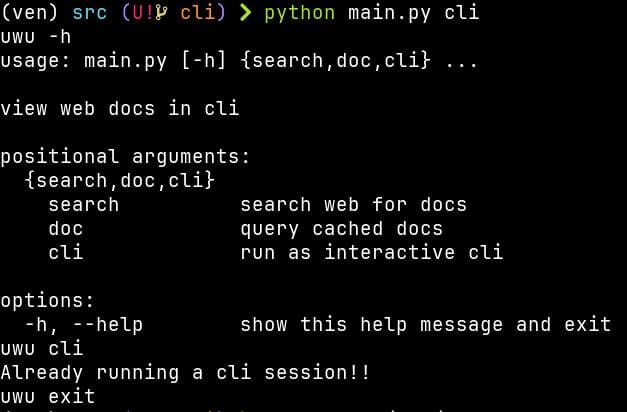 (ven) src (U! cli) ❯ python main.py cli
uwu -h
usage: main.py [-h] {search,doc,cli} ...
view web docs in cli
positional arguments:
  {search,doc,cli}
    search          search web for docs
    doc             query cached docs
    cli             run as interactive cli
options:
  -h, --help        show this help message and exit
uwu cli
Already running a cli session!!
uwu exit